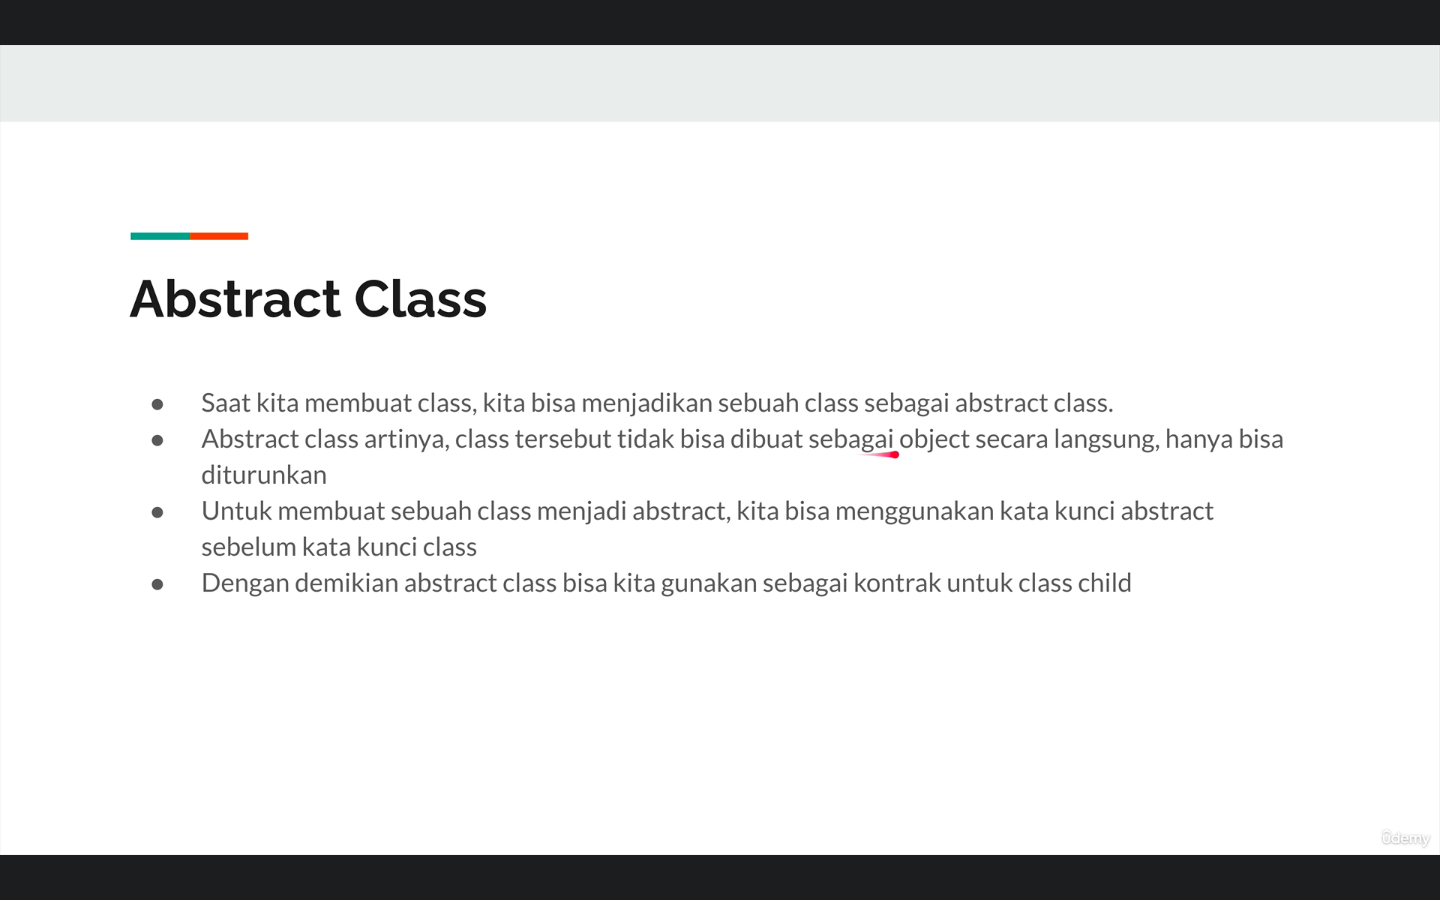 Abstract Class
● Saat kita membuat class, kita bisa menjadikan sebuah class sebagai abstract class.
● Abstract class artinya, class tersebut tidak bisa dibuat sebagai object secara langsung, hanya bisa
diturunkan
● Untuk membuat sebuah class menjadi abstract, kita bisa menggunakan kata kunci abstract
sebelum kata kunci class
● Dengan demikian abstract class bisa kita gunakan sebagai kontrak untuk class child
ûdemy